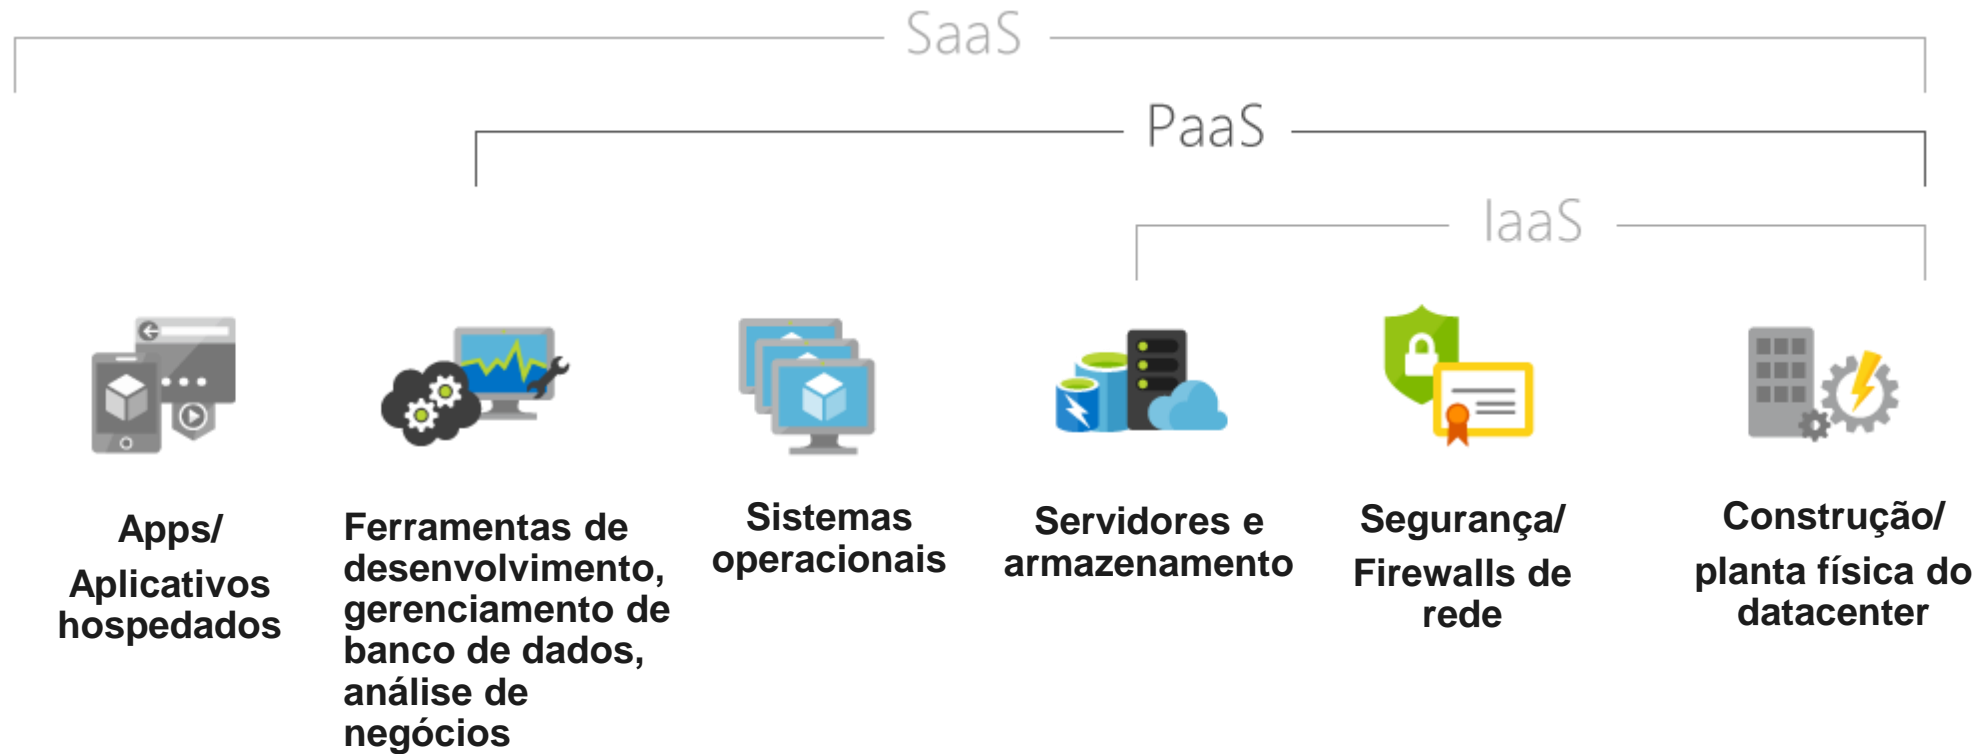 SaaS
PaaS
IaaS
Apps/
Aplicativos
hospedados
Ferramentas de
desenvolvimento,
gerenciamento de
banco de dados,
análise de
negócios
Sistemas
operacionais
Servidores e
armazenamento
Segurança/
Firewalls de
rede
Construção/
planta física do
datacenter